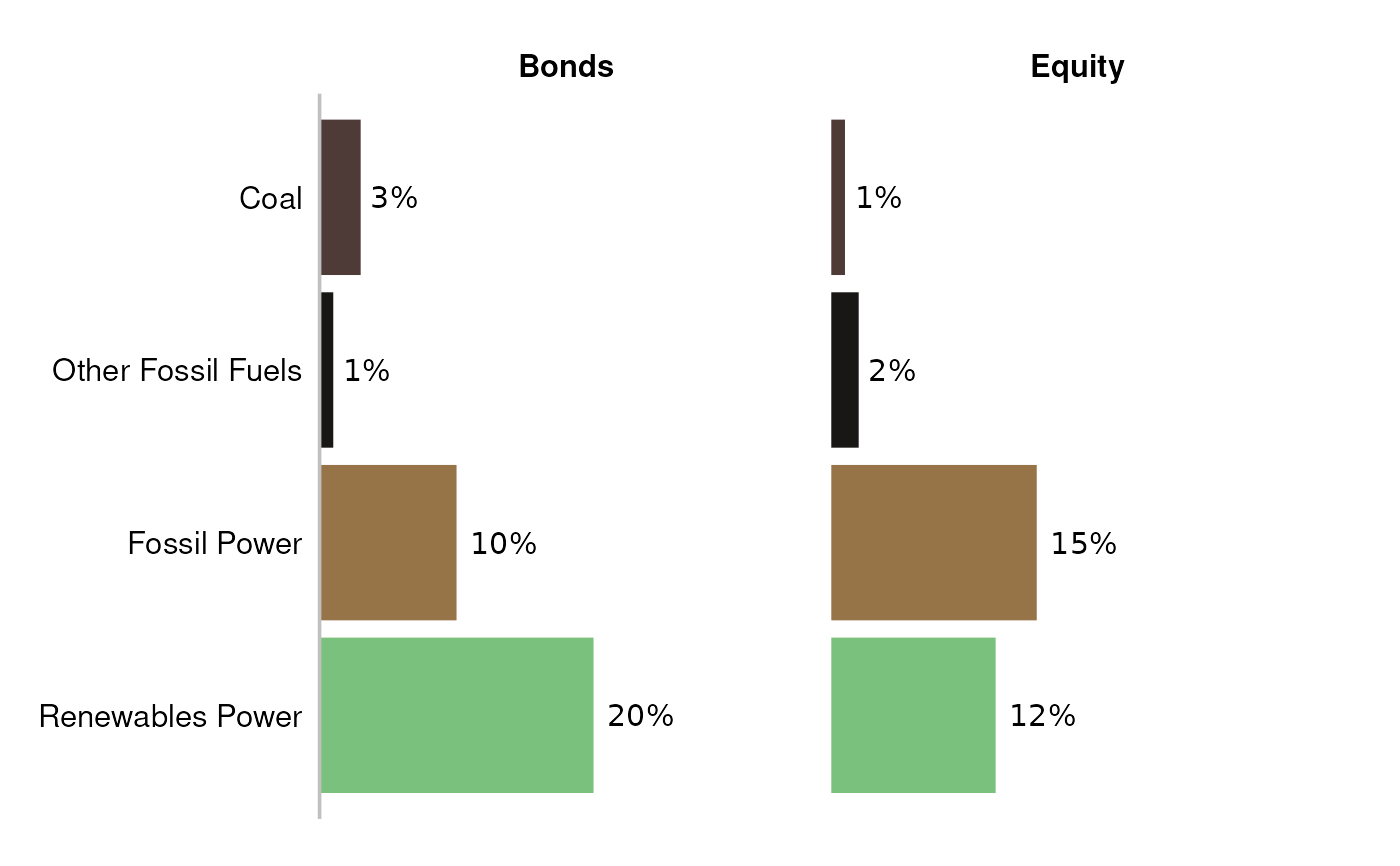 Bonds Equity
Coal 3% 1%
Other Fossil Fuels 1% 2%
Fossil Power 10% 15%
Renewables Power 20% 12%